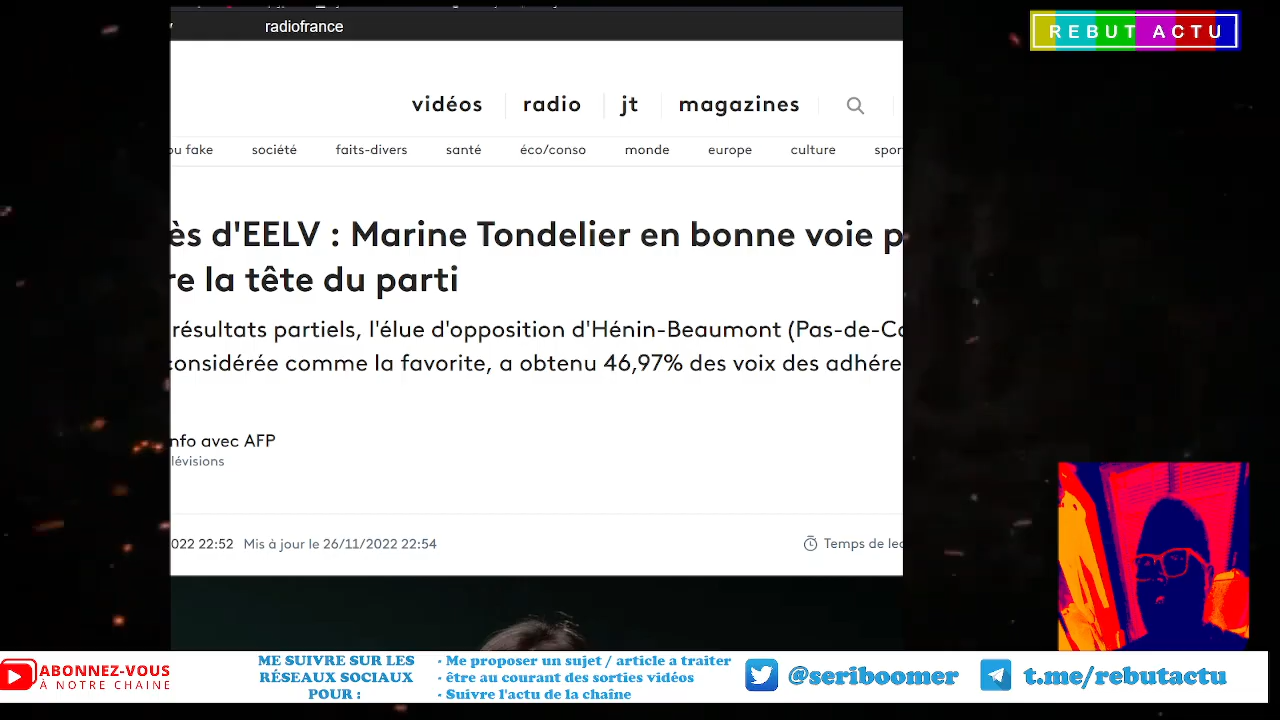 radiofrance
REBUT ACTU
vidéos radio jt magazines
ou fake société faits-divers santé éco/conso monde europe culture spor
ès d'EELV : Marine Tondelier en bonne voie p
re la tête du parti
résultats partiels, l'élue d'opposition d'Hénin-Beaumont (Pas-de-Ca
considérée comme la favorite, a obtenu 46,97% des voix des adhére
nfo avec AFP
lévisions
022 22:52 Mis à jour le 26/11/2022 22:54
Temps de lec
ABONNEZ-VOUS
À NOTRE CHAINE
ME SUIVRE SUR LES
RÉSEAUX SOCIAUX
POUR :
· Me proposer un sujet / article a traiter
· être au courant des sorties vidéos
· Suivre l'actu de la chaîne
@seriboomer
t.me/rebutactu